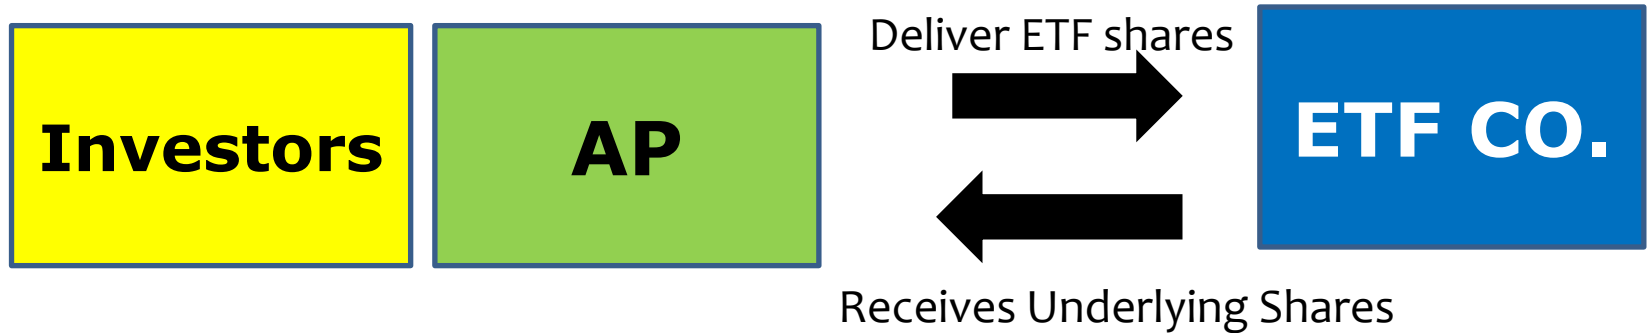 Deliver ETF shares
Investors
AP
ETF CO.
Receives Underlying Shares